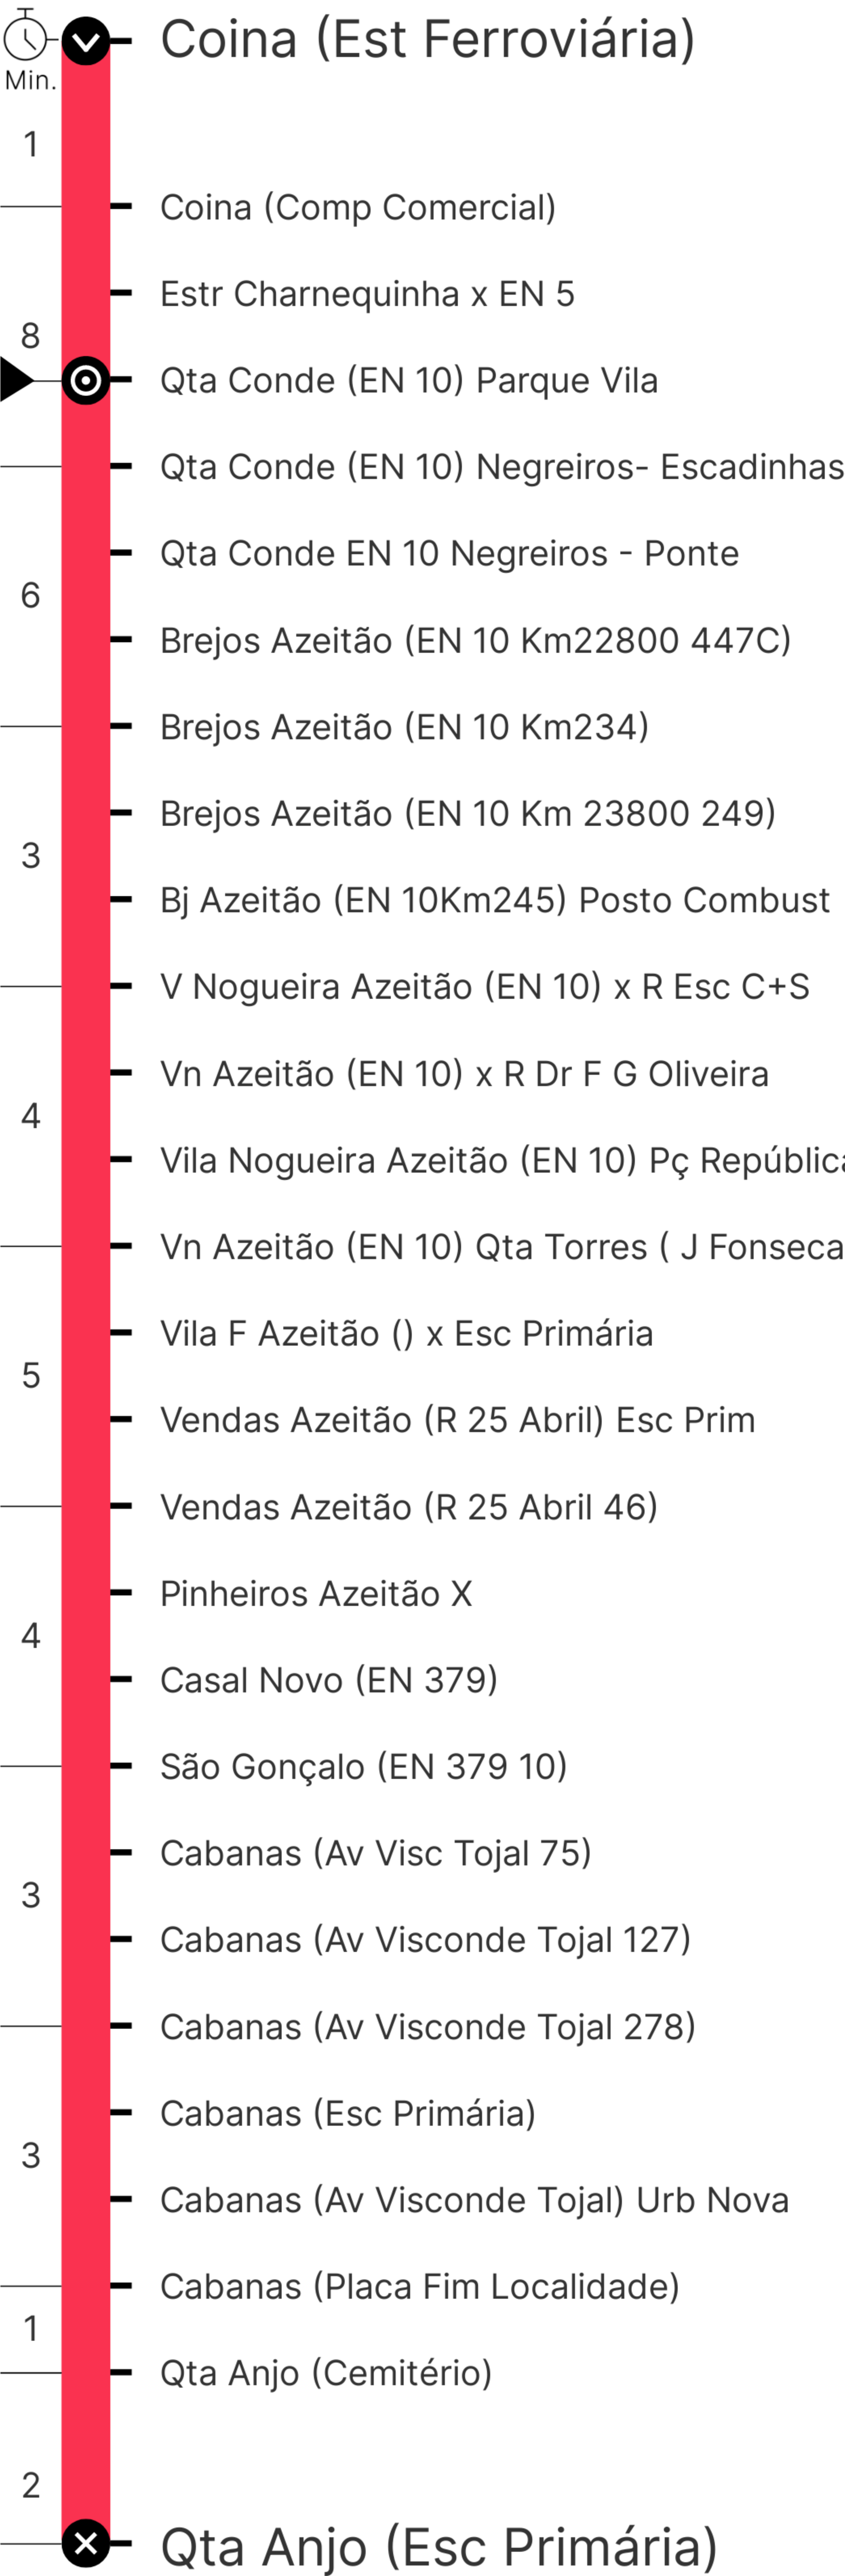 Coina (Est Ferroviária)
Min.
1
Coina (Comp Comercial)
Estr Charnequinha x EN 5
8
Qta Conde (EN 10) Parque Vila
Qta Conde (EN 10) Negreiros- Escadinhas
Qta Conde EN 10 Negreiros - Ponte
6
Brejos Azeitão (EN 10 Km22800 447C)
Brejos Azeitão (EN 10 Km234)
Brejos Azeitão (EN 10 Km 23800 249)
3
Bj Azeitão (EN 10Km245) Posto Combust
V Nogueira Azeitão (EN 10) x R Esc C+S
Vn Azeitão (EN 10) x R Dr F G Oliveira
4
Vila Nogueira Azeitão (EN 10) Pç Repúblic
Vn Azeitão (EN 10) Qta Torres ( J Fonseca
Vila F Azeitão () x Esc Primária
5
Vendas Azeitão (R 25 Abril) Esc Prim
Vendas Azeitão (R 25 Abril 46)
Pinheiros Azeitão X
4
Casal Novo (EN 379)
São Gonçalo (EN 379 10)
Cabanas (Av Visc Tojal 75)
3
Cabanas (Av Visconde Tojal 127)
Cabanas (Av Visconde Tojal 278)
Cabanas (Esc Primária)
3
Cabanas (Av Visconde Tojal) Urb Nova
Cabanas (Placa Fim Localidade)
1
Qta Anjo (Cemitério)
2
Qta Anjo (Esc Primária)